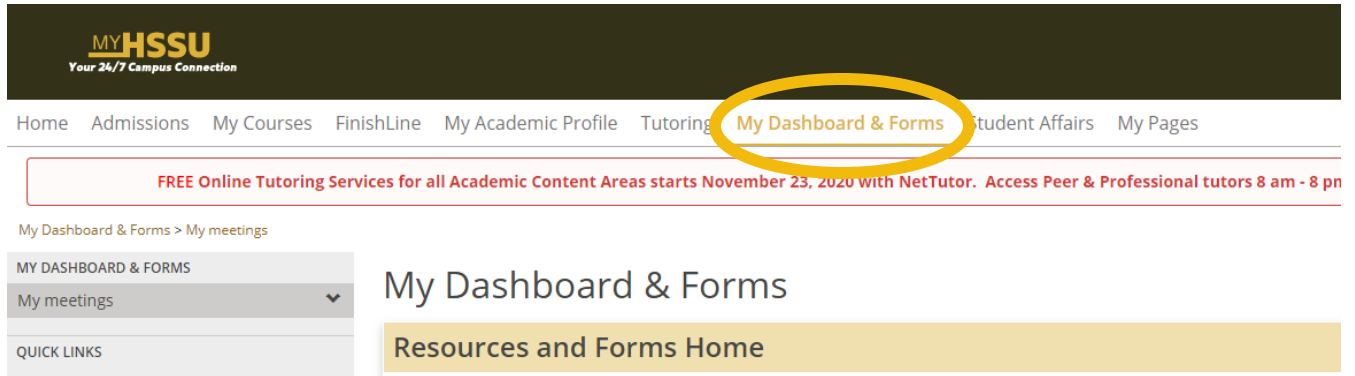 MYHSSU
Your 24/7 Campus Connection
Home Admissions My Courses FinishLine My Academic Profile Tutoring My Dashboard & Forms Student Affairs My Pages
FREE Online Tutoring Services for all Academic Content Areas starts November 23, 2020 with NetTutor. Access Peer & Professional tutors 8 am - 8 pm
My Dashboard & Forms > My meetings
MY DASHBOARD & FORMS
My meetings
QUICK LINKS
My Dashboard & Forms
Resources and Forms Home